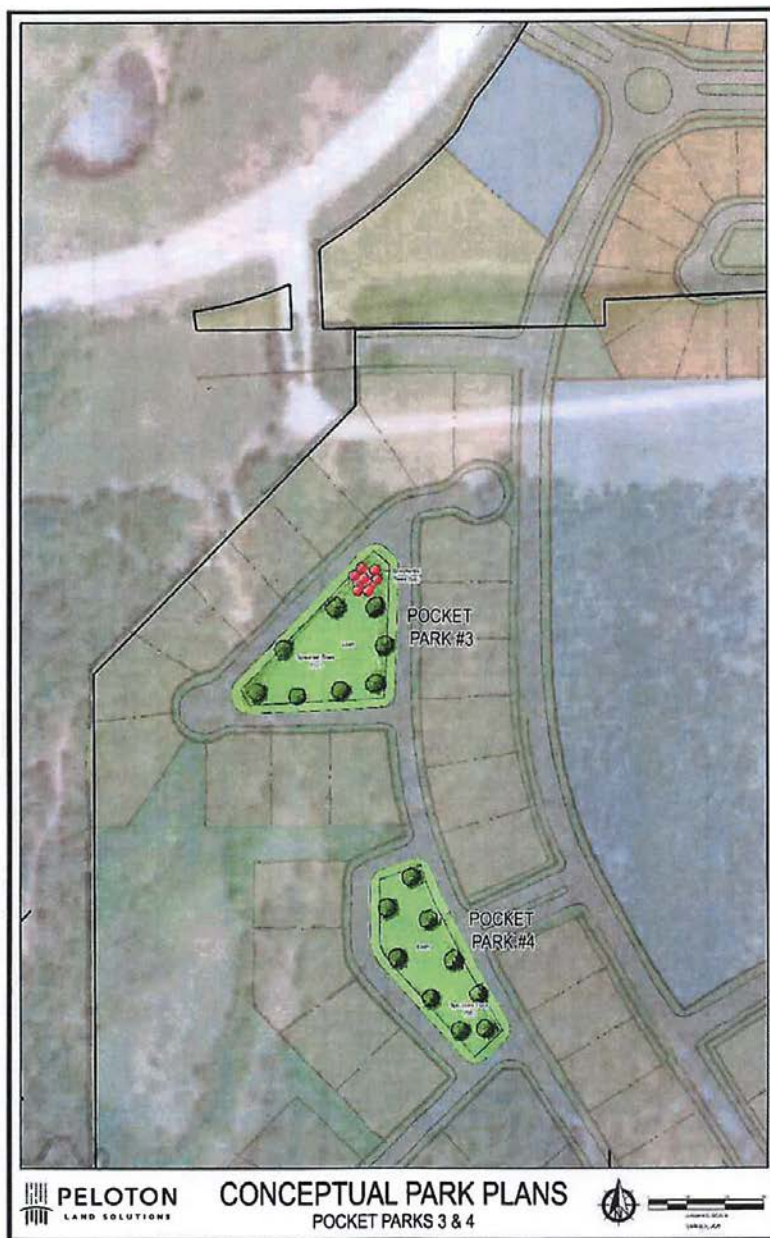 POCKET
PARK #3
POCKET
PARK #4
PELOTON
LAND SOLUTIONS
CONCEPTUAL PARK PLANS
POCKET PARKS 3 & 4